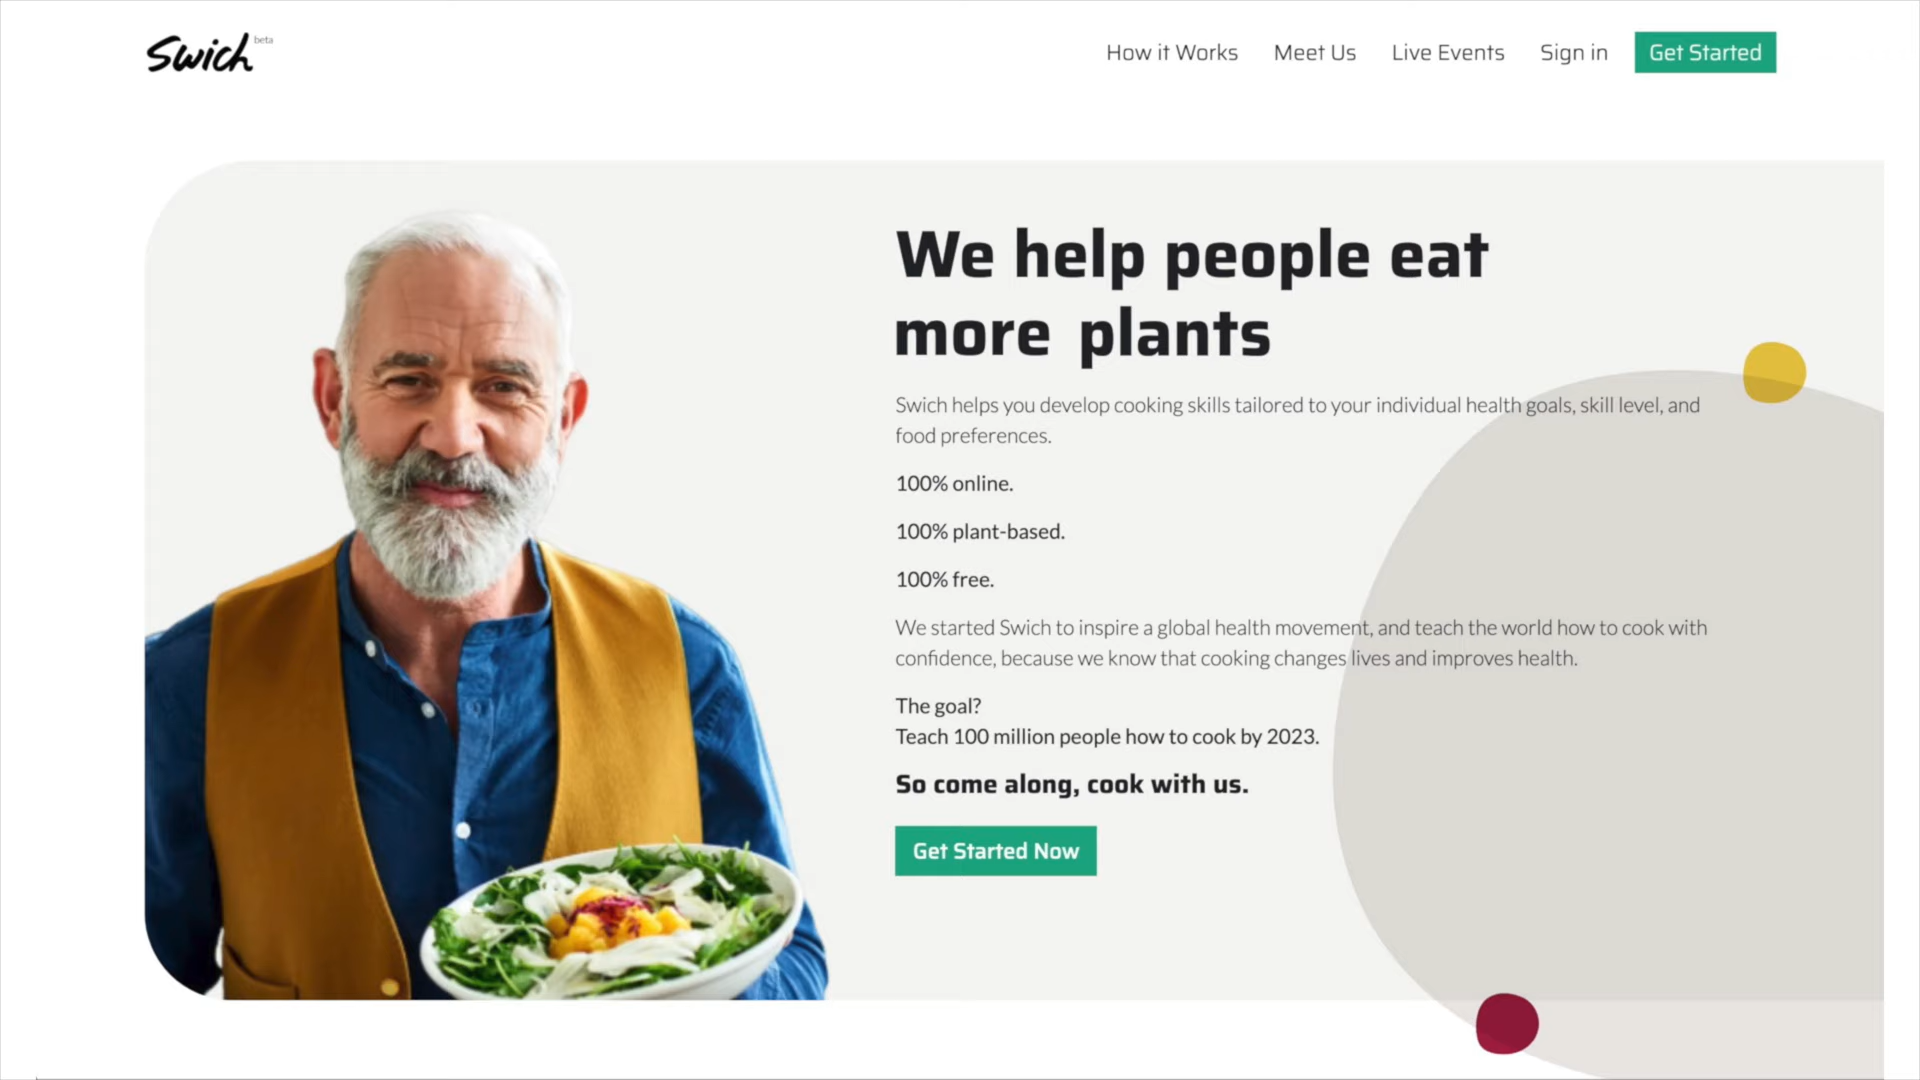 Swich beta
How it Works
Meet Us
Live Events
Sign in
Get Started
We help people eat
more plants
Swich helps you develop cooking skills tailored to your individual health goals, skill level, and
food preferences.
100% online.
100% plant-based.
100% free.
We started Swich to inspire a global health movement, and teach the world how to cook with
confidence, because we know that cooking changes lives and improves health.
The goal?
Teach 100 million people how to cook by 2023.
So come along, cook with us.
Get Started Now